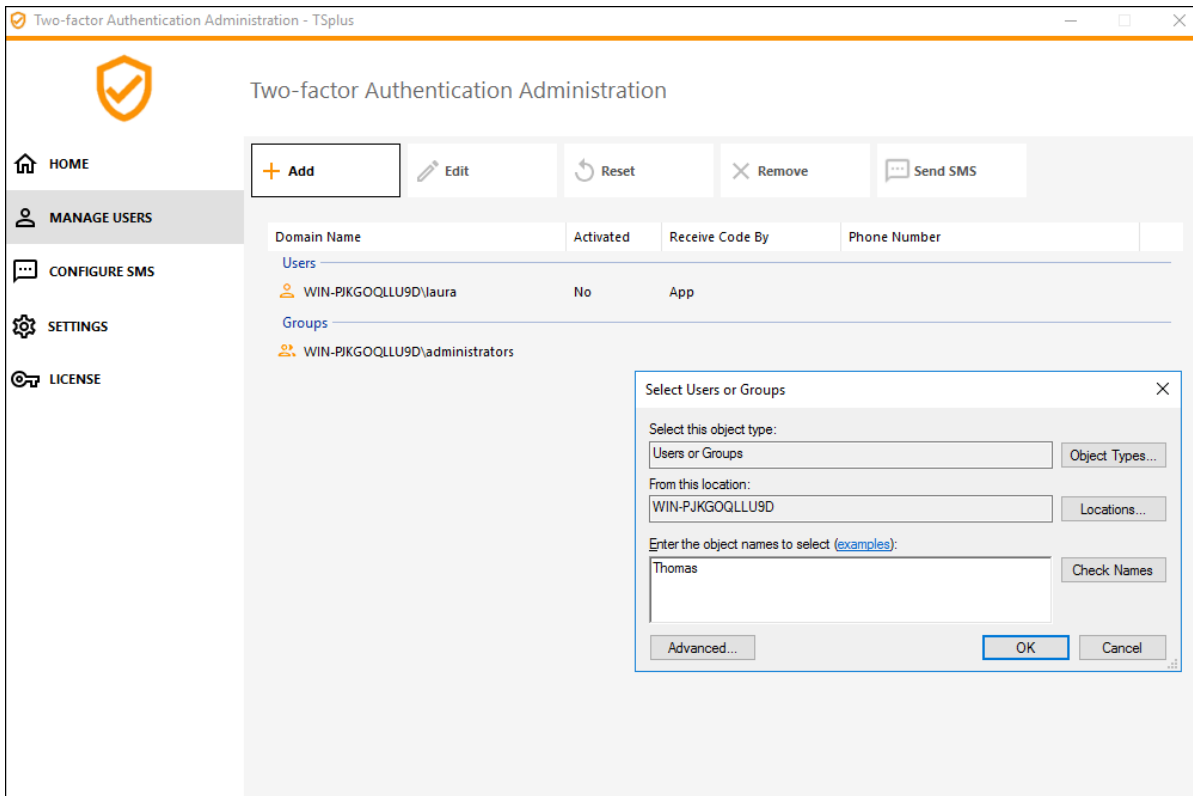 Two-factor Authentication Administration - TSplus
Two-factor Authentication Administration
HOME
MANAGE USERS
CONFIGURE SMS
SETTINGS
LICENSE
Add Edit Reset Remove Send SMS
Domain Name Activated Receive Code By Phone Number
Users
WIN-PJKGOQLLU9D\laura No App
Groups
WIN-PJKGOQLLU9D\administrators
Select Users or Groups
Select this object type:
Users or Groups Object Types...
From this location:
WIN-PJKGOQLLU9D Locations...
Enter the object names to select (examples):
Thomas Check Names
Advanced... OK Cancel